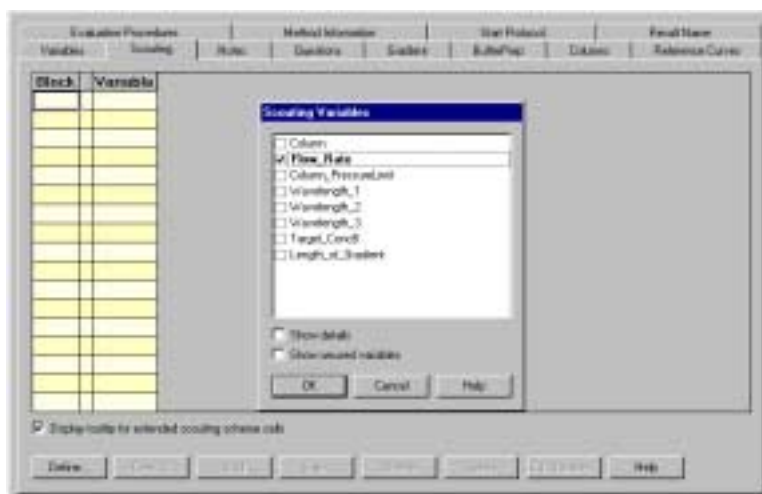 Evaluation Procedures Method Information Start Protocol Result Name
Variables Scouting Notes Questions Gradient BufferPrep Columns Reference Curves
Block Variable
Scouting Variables
Column
Flow_Rate
Column_PressureLimit
Wavelength_1
Wavelength_2
Wavelength_3
Target_ConcB
Length_of_Gradient
Show details
Show unused variables
OK Cancel Help
Display tooltip for extended scouting scheme cells
Define... Help